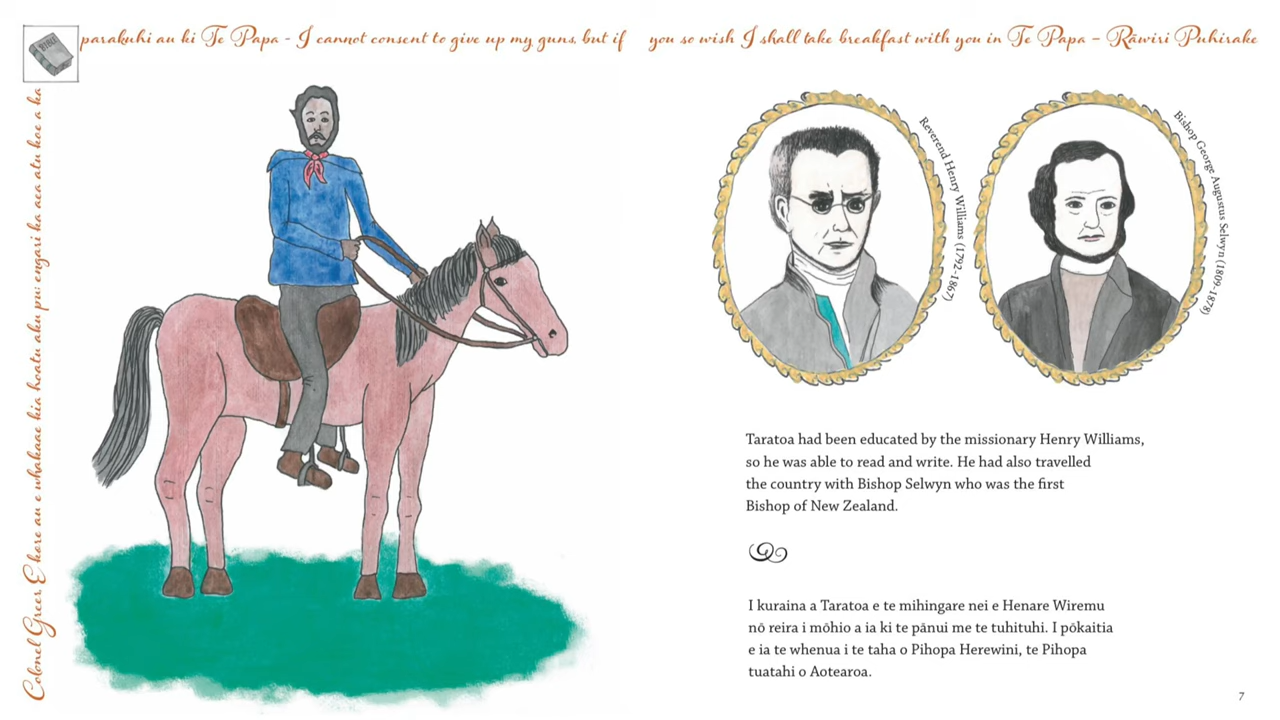 Colonel Greer, E kore au e whakaae kia hoatu aku pu: engari ka aea atu koe a ka
parakuhi au ki Te Papa - I cannot consent to give up my guns, but if
you so wish I shall take breakfast with you in Te Papa – Rāwiri Puhirake
BIBLE
Reverend Henry Williams (1792-1867)
Bishop George Augustus Selwyn (1809-1878)
Taratoa had been educated by the missionary Henry Williams,
so he was able to read and write. He had also travelled
the country with Bishop Selwyn who was the first
Bishop of New Zealand.
I kuraina a Taratoa e te mihingare nei e Henare Wiremu
nō reira i mōhio a ia ki te pānui me te tuhituhi. I pōkaitia
e ia te whenua i te taha o Pihopa Herewini, te Pihopa
tuatahi o Aotearoa.
7